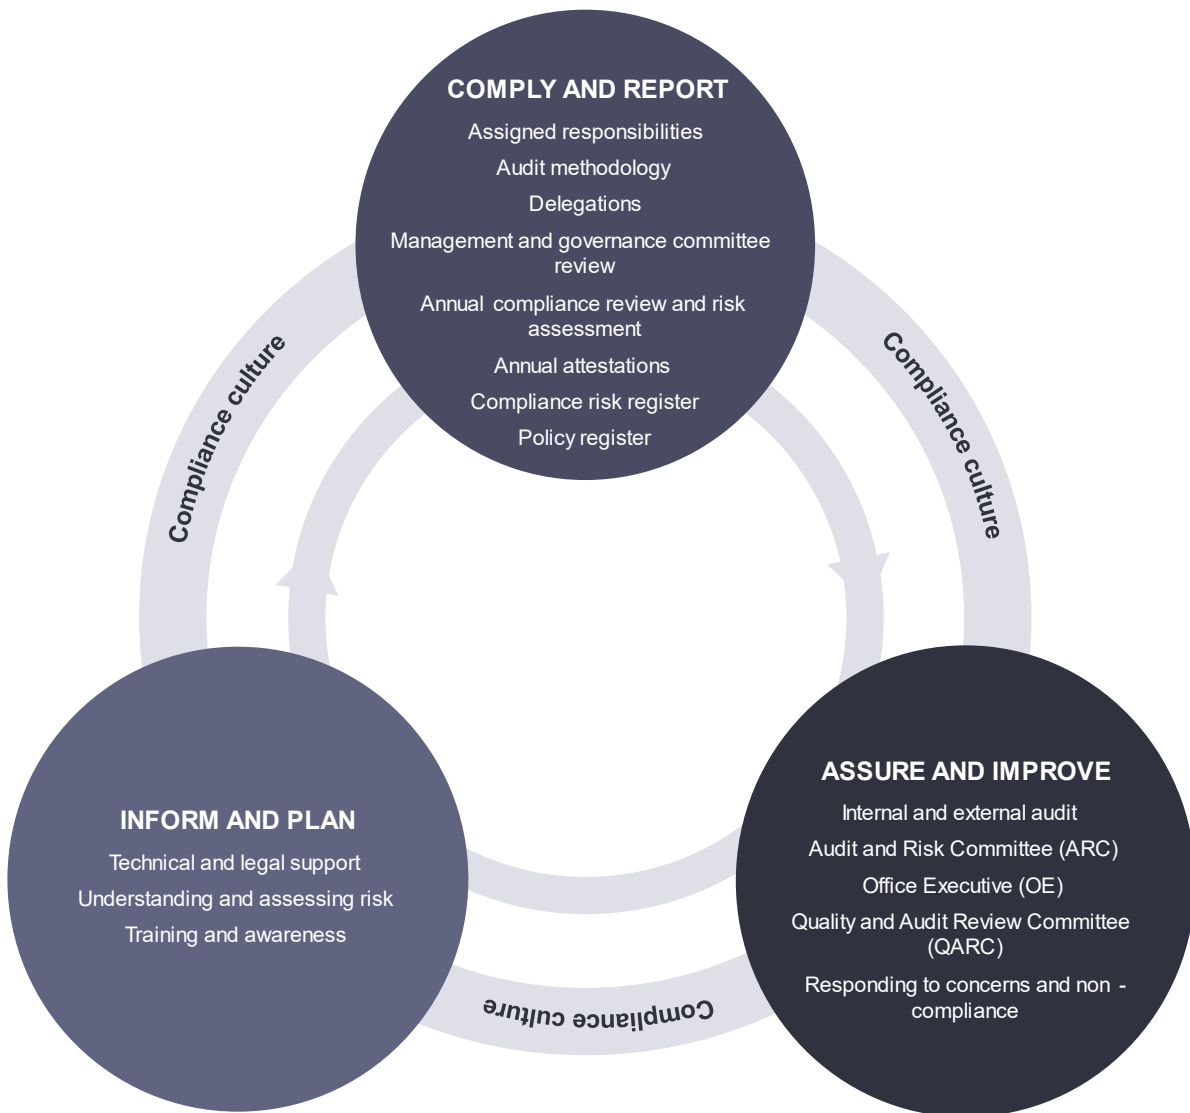 COMPLY AND REPORT
Assigned responsibilities
Audit methodology
Delegations
Management and governance committee
review
Annual compliance review and risk
assessment
Annual attestations
Compliance risk register
Policy register
Compliance culture
Compliance culture
INFORM AND PLAN
Technical and legal support
Understanding and assessing risk
Training and awareness
ASSURE AND IMPROVE
Internal and external audit
Audit and Risk Committee (ARC)
Office Executive (OE)
Quality and Audit Review Committee
(QARC)
Responding to concerns and non -
compliance
Compliance culture